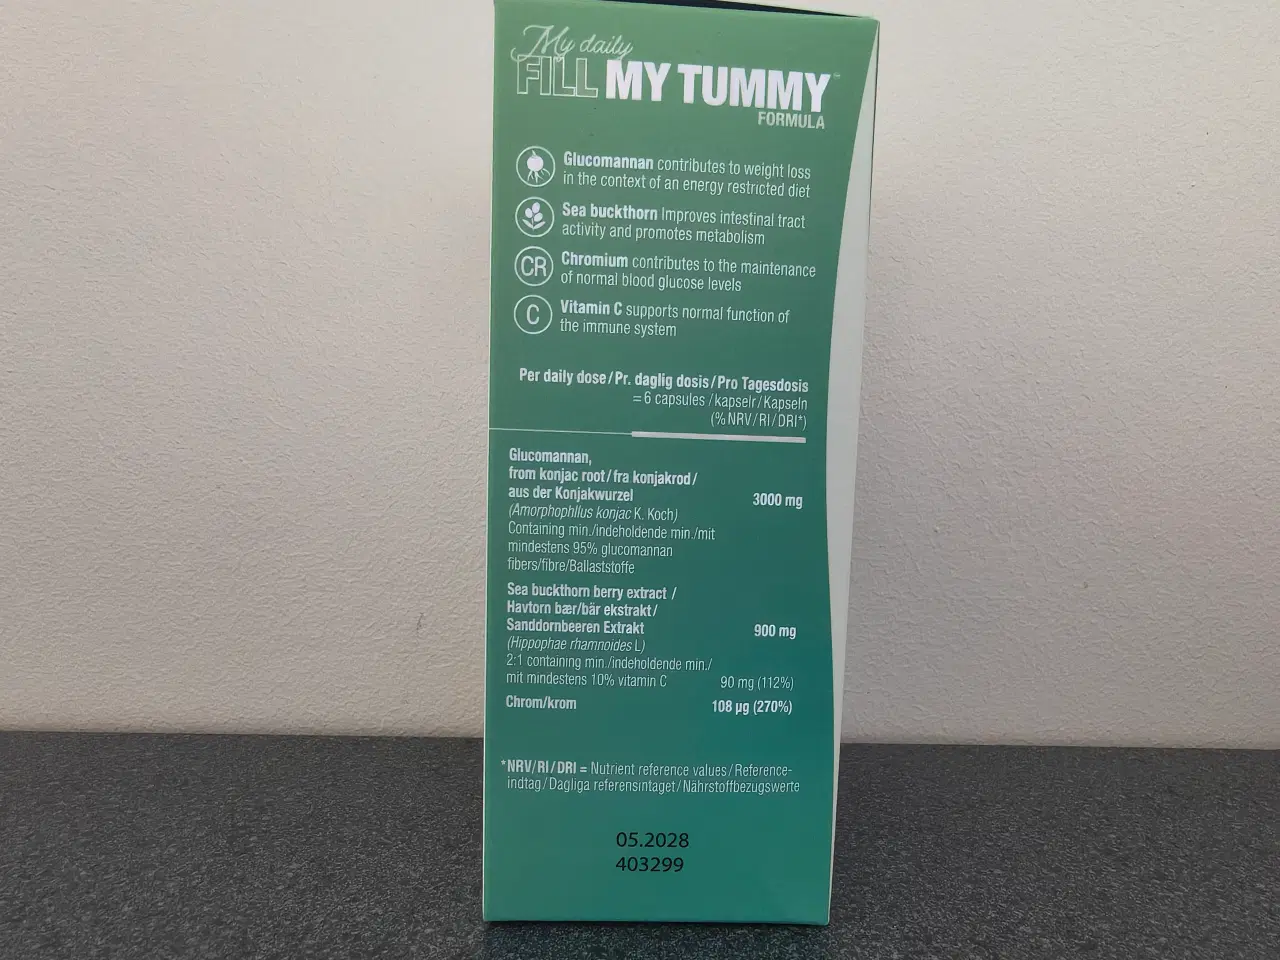 My daily
FILL MY TUMMY™
FORMULA
Glucomannan contributes to weight loss
in the context of an energy restricted diet
Sea buckthorn Improves intestinal tract
activity and promotes metabolism
CR
Chromium contributes to the maintenance
of normal blood glucose levels
C
Vitamin C supports normal function of
the immune system
Per daily dose/Pr. daglig dosis/Pro Tagesdosis
=6 capsules/kapselr/Kapseln
(%NRV/RI/DRI*)
Glucomannan,
from konjac root/fra konjakrod/
aus der Konjakwurzel 3000 mg
(Amorphophllus konjac K. Koch)
Containing min./indeholdende min./mit
mindestens 95% glucomannan
fibers/fibre/Ballaststoffe
Sea buckthorn berry extract /
Havtorn bær/bär ekstrakt/
Sanddornbeeren Extrakt 900 mg
(Hippophae rhamnoides L)
2:1 containing min./indeholdende min./
mit mindestens 10% vitamin C 90 mg (112%)
Chrom/krom 108 µg (270%)
*NRV/RI/DRI = Nutrient reference values/Reference-
indtag/Dagliga referensintaget/Nährstoffbezugswerte
05.2028
403299